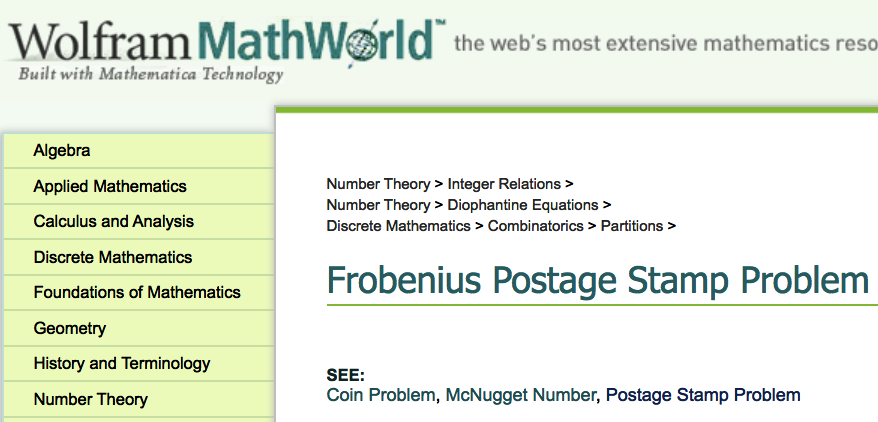 Wolfram MathWorld™ the web's most extensive mathematics reso
Built with Mathematica Technology
Algebra
Applied Mathematics
Calculus and Analysis
Discrete Mathematics
Foundations of Mathematics
Geometry
History and Terminology
Number Theory
Number Theory > Integer Relations >
Number Theory > Diophantine Equations >
Discrete Mathematics > Combinatorics > Partitions >
Frobenius Postage Stamp Problem
SEE:
Coin Problem, McNugget Number, Postage Stamp Problem